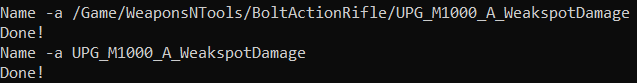 Name -a /Game/WeaponsNTools/BoltActionRifle/UPG_M1000_A_WeakspotDamage
Done!
Name -a UPG_M1000_A_WeakspotDamage
Done!